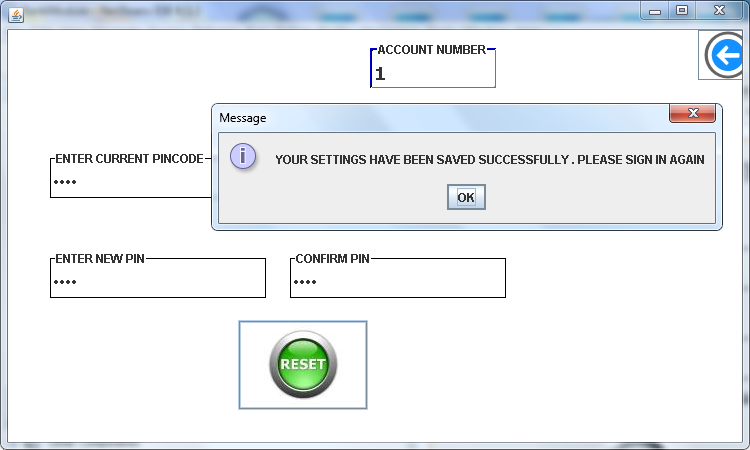 ACCOUNT NUMBER
1
Message
YOUR SETTINGS HAVE BEEN SAVED SUCCESSFULLY . PLEASE SIGN IN AGAIN
OK
ENTER CURRENT PINCODE
••••
ENTER NEW PIN
CONFIRM PIN
••••
••••
RESET